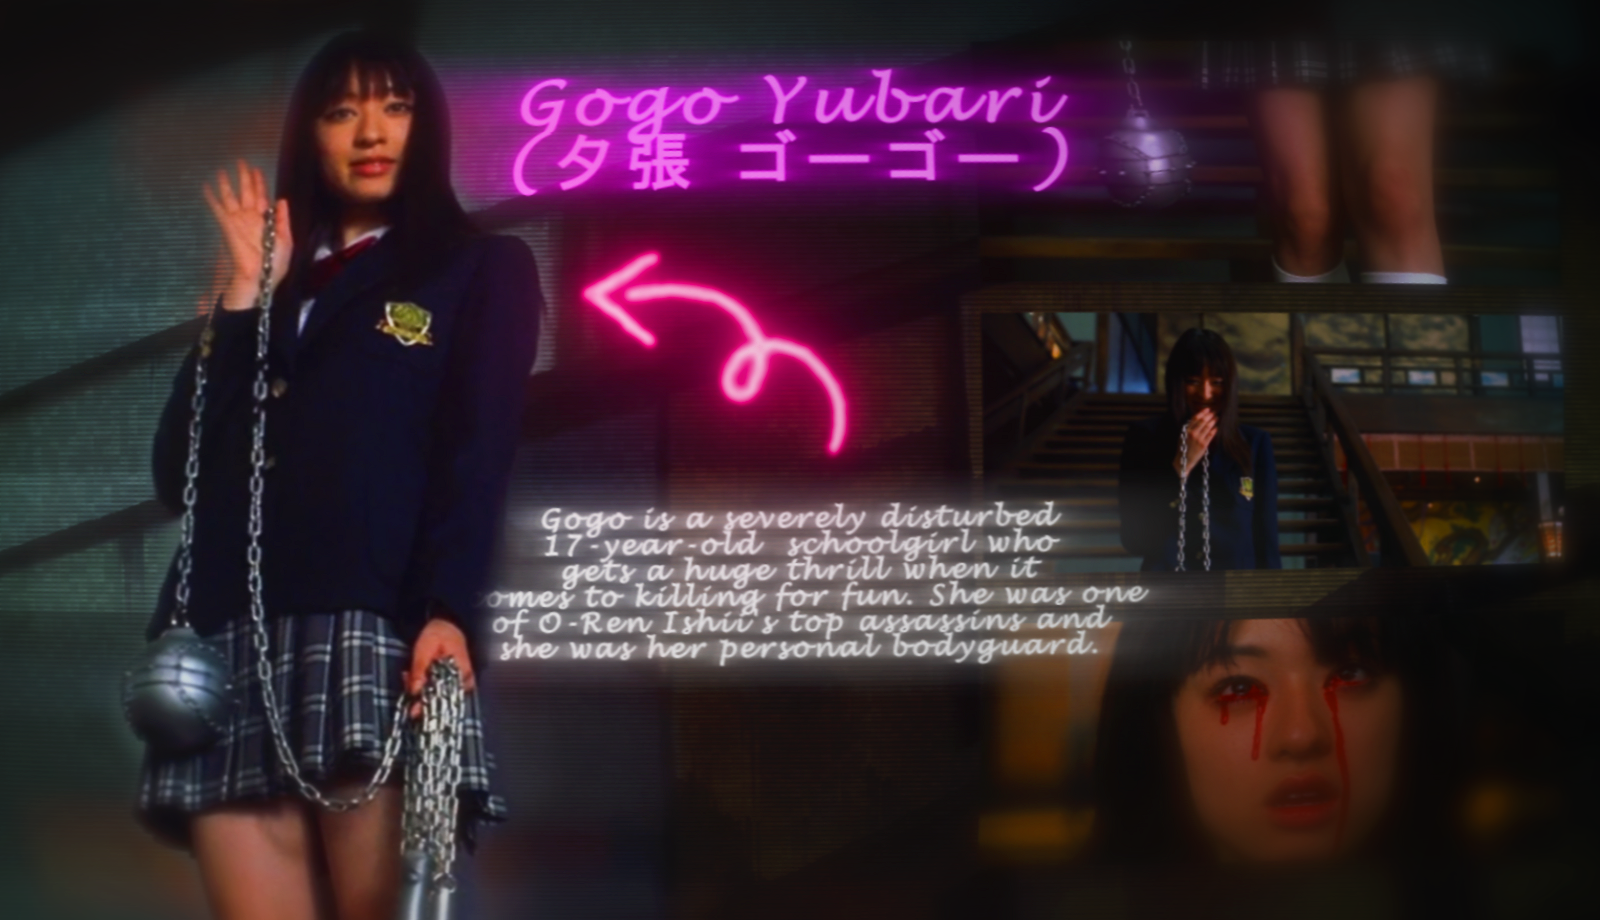 Gogo Yubari
(夕張 ゴーゴー)
Gogo is a severely disturbed
17-year-old schoolgirl who
gets a huge thrill when it
omes to killing for fun. She was one
of O-Ren Ishii's top assassins and
she was her personal bodyguard.